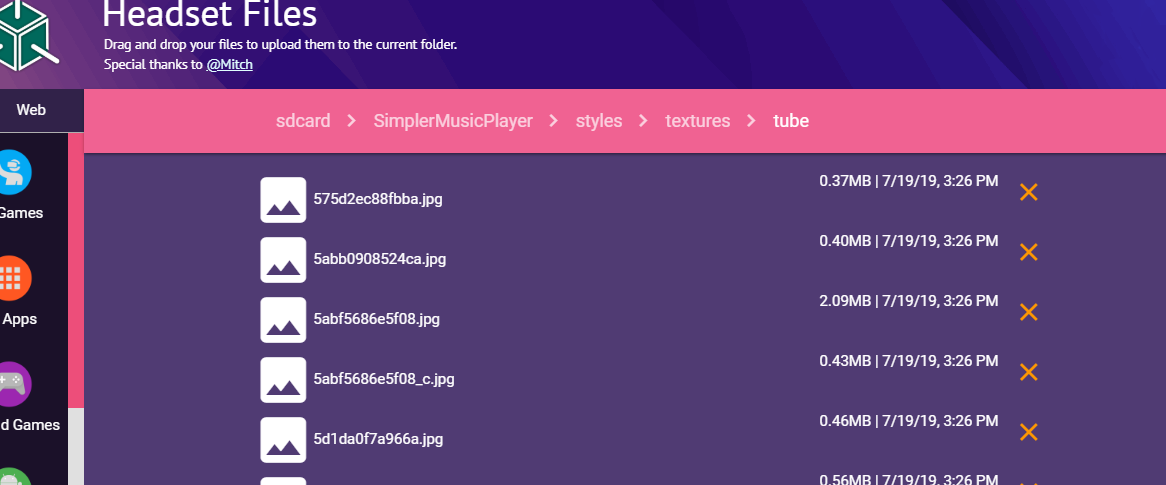 Headset Files
Drag and drop your files to upload them to the current folder.
Special thanks to @Mitch
Web
sdcard > SimplerMusicPlayer > styles > textures > tube
Games
Apps
d Games
575d2ec88fbba.jpg 0.37MB | 7/19/19, 3:26 PM
5abb0908524ca.jpg 0.40MB | 7/19/19, 3:26 PM
5abf5686e5f08.jpg 2.09MB | 7/19/19, 3:26 PM
5abf5686e5f08_c.jpg 0.43MB | 7/19/19, 3:26 PM
5d1da0f7a966a.jpg 0.46MB | 7/19/19, 3:26 PM
0.56MB | 7/19/19, 3:26 PM